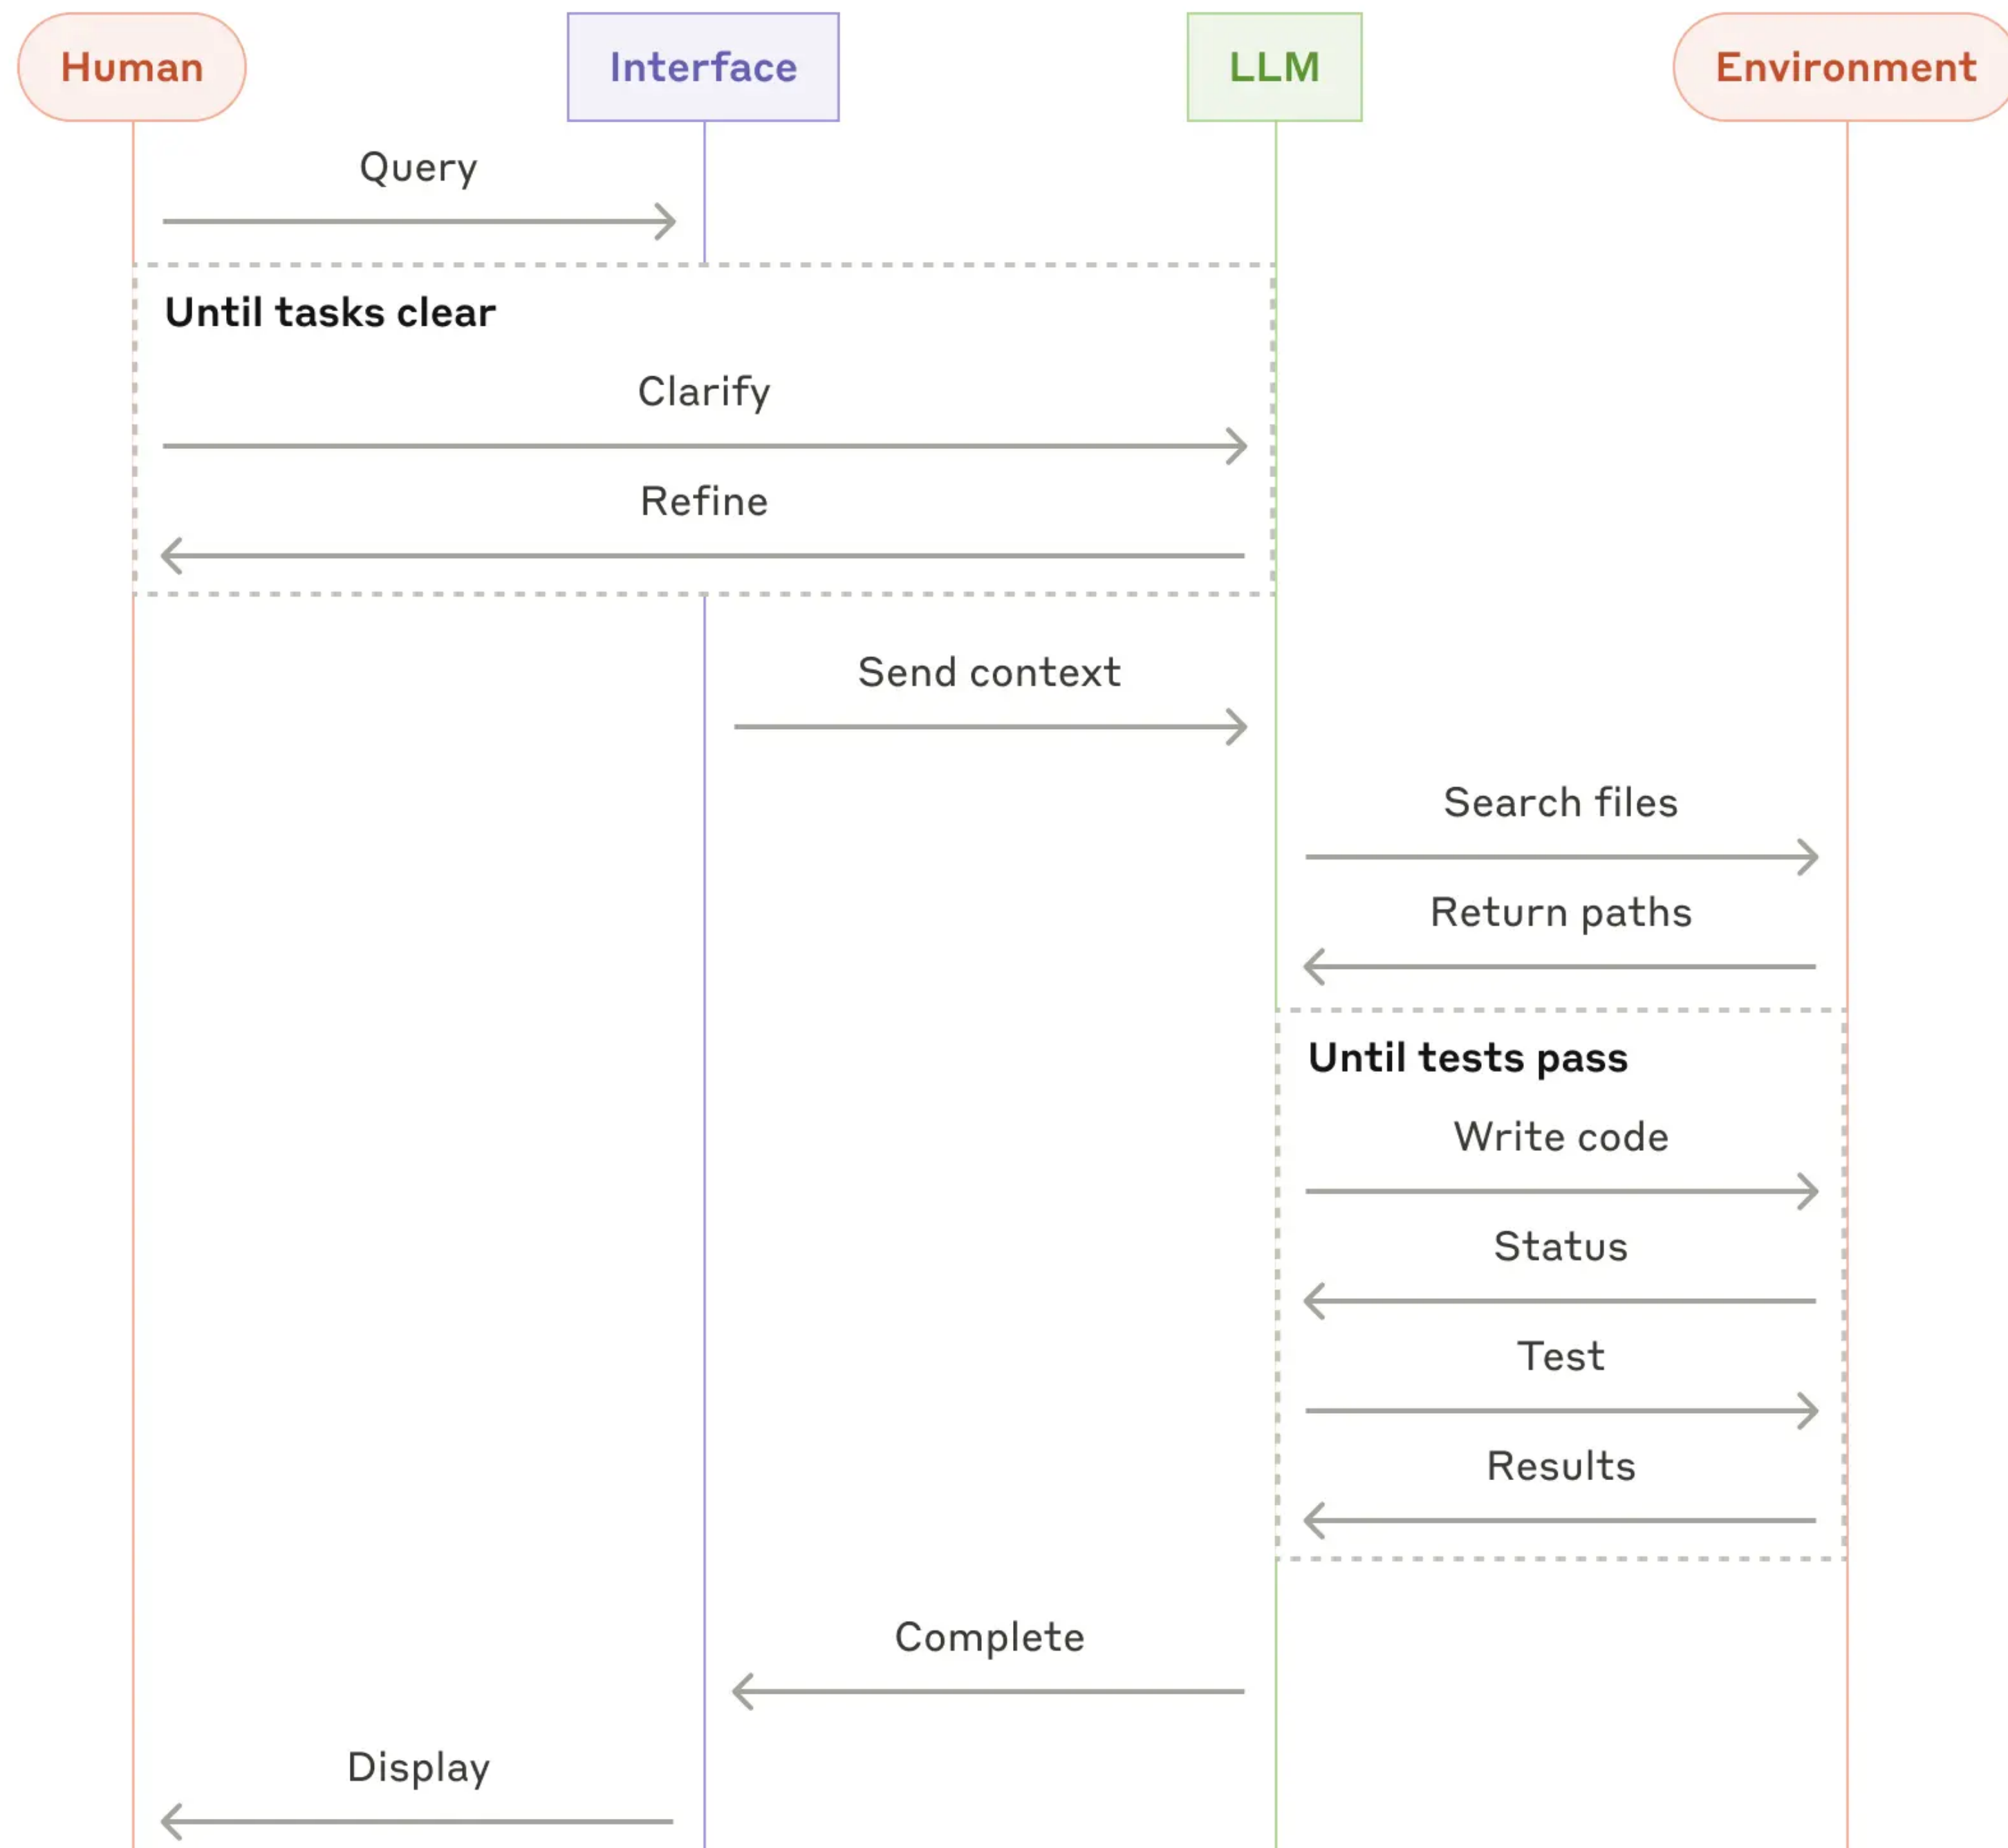 Human
Interface
LLM
Environment
Query
Until tasks clear
Clarify
Refine
Send context
Search files
Return paths
Until tests pass
Write code
Status
Test
Results
Complete
Display